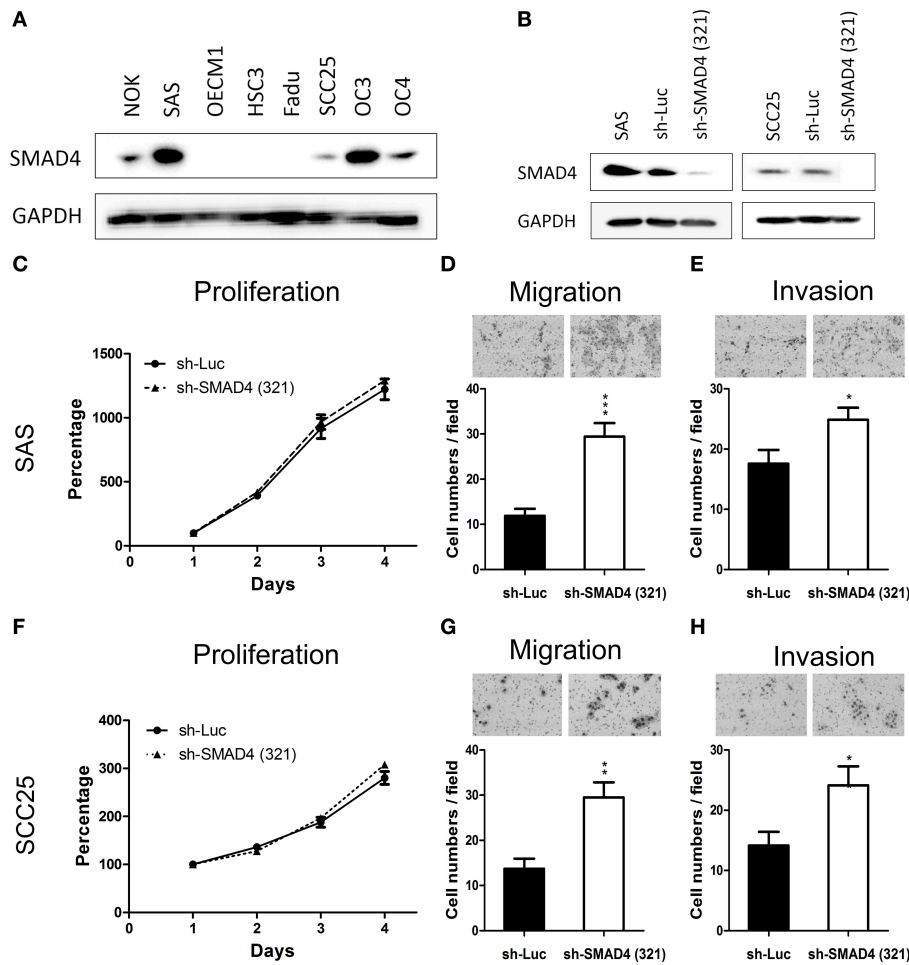 A
NOK
SAS
OECM1
HSC3
Fadu
SCC25
OC3
OC4
SMAD4
GAPDH
B
SAS
sh-Luc
sh-SMAD4 (321)
SCC25
sh-Luc
sh-SMAD4 (321)
SMAD4
GAPDH
C
Proliferation
SAS
Percentage
1500
1000
500
0
sh-Luc
sh-SMAD4 (321)
0 1 2 3 4
Days
D
Migration
Cell numbers / field
40
30
20
10
0
***
sh-Luc sh-SMAD4 (321)
E
Invasion
Cell numbers / field
30
20
10
0
*
sh-Luc sh-SMAD4 (321)
F
Proliferation
SCC25
Percentage
400
300
200
100
0
sh-Luc
sh-SMAD4 (321)
0 1 2 3 4
Days
G
Migration
Cell numbers / field
40
30
20
10
0
**
sh-Luc sh-SMAD4 (321)
H
Invasion
Cell numbers / field
30
20
10
0
*
sh-Luc sh-SMAD4 (321)